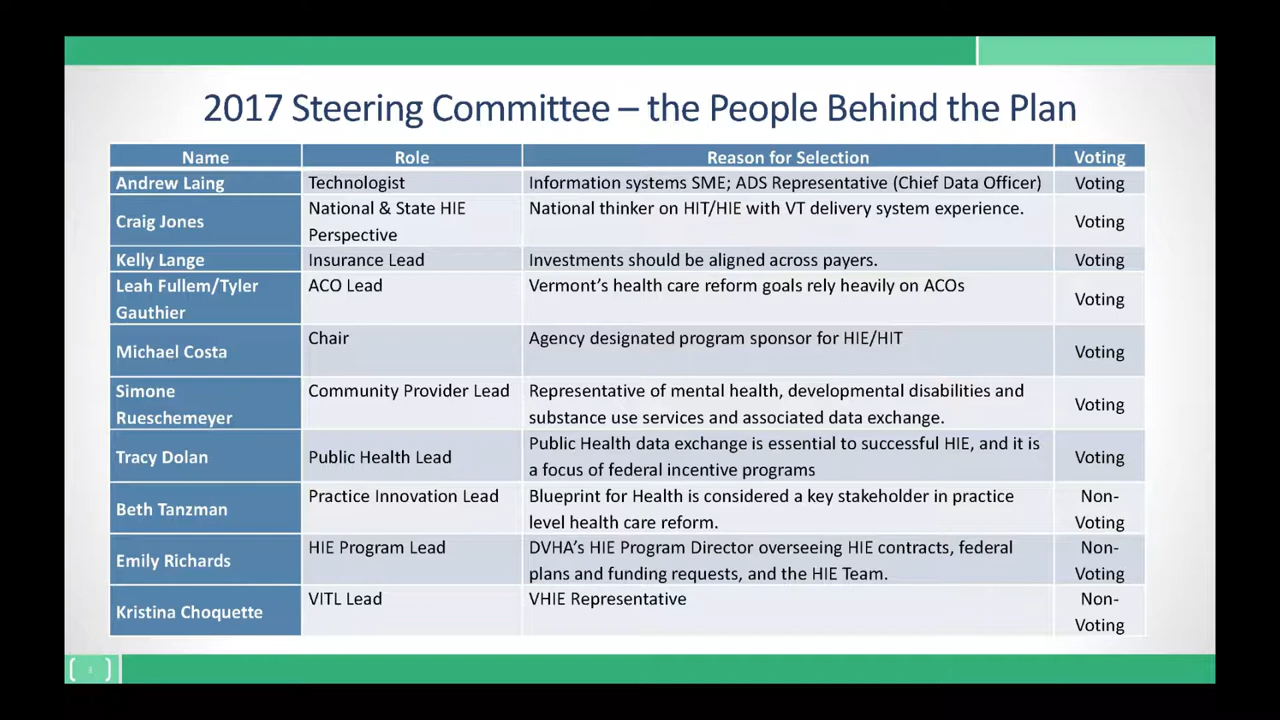 2017 Steering Committee – the People Behind the Plan
Name Role Reason for Selection Voting
Andrew Laing Technologist Information systems SME; ADS Representative (Chief Data Officer) Voting
Craig Jones National & State HIE Perspective National thinker on HIT/HIE with VT delivery system experience. Voting
Kelly Lange Insurance Lead Investments should be aligned across payers. Voting
Leah Fullem/Tyler Gauthier ACO Lead Vermont's health care reform goals rely heavily on ACOs Voting
Michael Costa Chair Agency designated program sponsor for HIE/HIT Voting
Simone Rueschemeyer Community Provider Lead Representative of mental health, developmental disabilities and substance use services and associated data exchange. Voting
Tracy Dolan Public Health Lead Public Health data exchange is essential to successful HIE, and it is a focus of federal incentive programs Voting
Beth Tanzman Practice Innovation Lead Blueprint for Health is considered a key stakeholder in practice level health care reform. Non-Voting
Emily Richards HIE Program Lead DVHA's HIE Program Director overseeing HIE contracts, federal plans and funding requests, and the HIE Team. Non-Voting
Kristina Choquette VITL Lead VHIE Representative Non-Voting
3